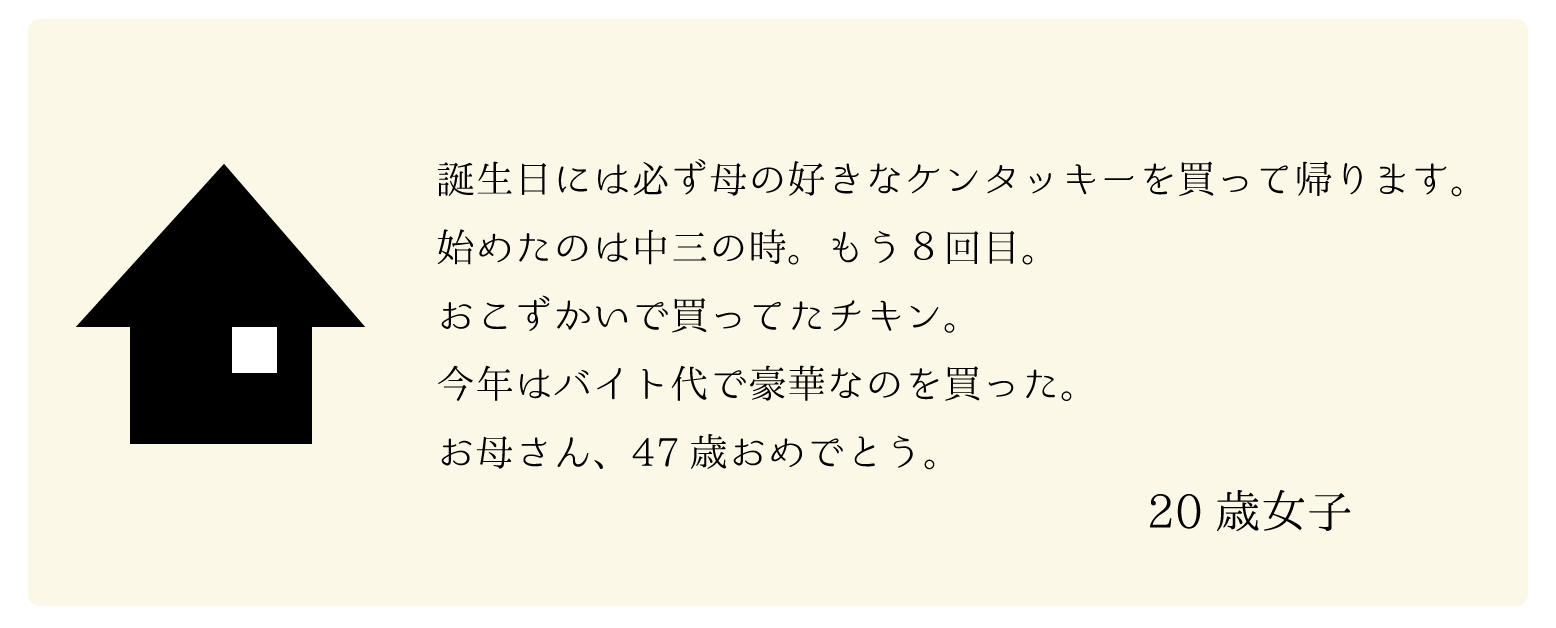 誕生日には必ず母の好きなケンタッキーを買って帰ります。
始めたのは中三の時。もう8回目。
おこずかいで買ってたチキン。
今年はバイト代で豪華なのを買った。
お母さん、47歳おめでとう。
20歳女子